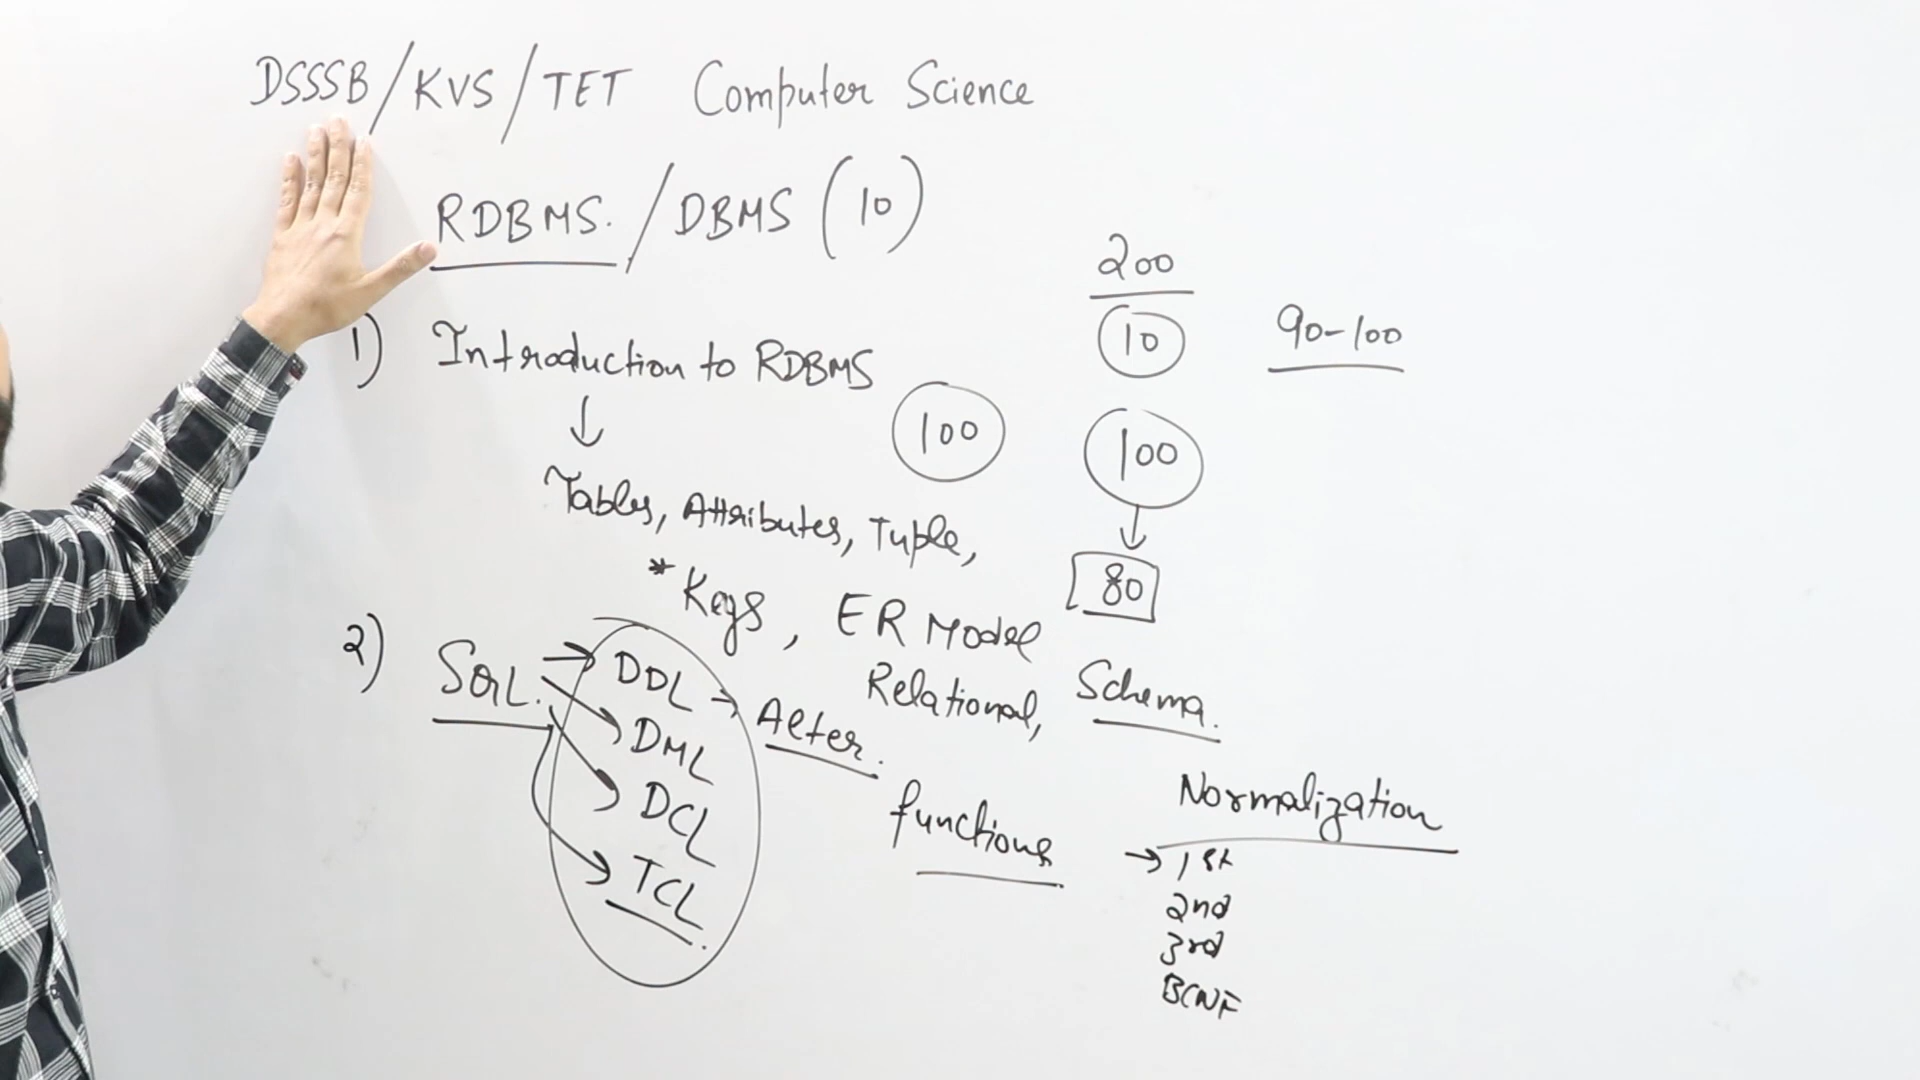 DSSSB/KVS/TET Computer Science
RDBMS. / DBMS (10)
200
10
90-100
1) Introduction to RDBMS
100
100
↓
↓
Tables, Attributes, Tuple,
80
*Keys, ER Model
Relational, Schema.
2) SQL. → DDL → Alter.
DML
DCL
TCL.
functions
Normalization
→ 1st
2nd
3rd
BCNF